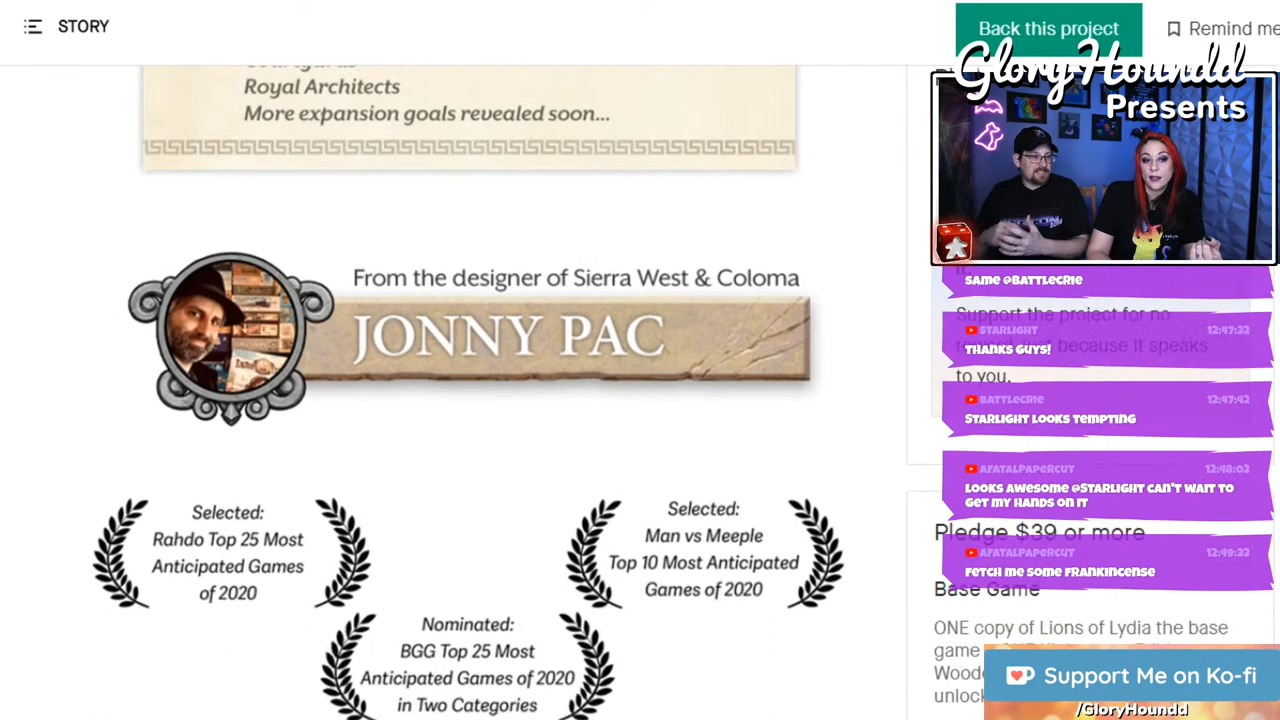 STORY
Back this project
Remind me
GloryHoundd
Presents
Royal Architects
More expansion goals revealed soon...
From the designer of Sierra West & Coloma
JONNY PAC
Selected:
Rahdo Top 25 Most
Anticipated Games
of 2020
Selected:
Man vs Meeple
Top 10 Most Anticipated
Games of 2020
Nominated:
BGG Top 25 Most
Anticipated Games of 2020
in Two Categories
SAME @BATTLECRIE
Support the project for no
reward, just because it speaks
to you.
STARLIGHT 12:47:22
THANKS GUYS!
BATTLECRIE 12:47:42
STARLIGHT LOOKS TEMPTING
AFATALPAPERCUT 12:48:02
LOOKS AWESOME @STARLIGHT CAN'T WAIT TO
GET MY HANDS ON IT
Pledge $39 or more
AFATALPAPERCUT 12:49:33
FETCH ME SOME FRANKINCENSE
Base Game
ONE copy of Lions of Lydia the base
game
Woode
unlock
Support Me on Ko-fi
/GloryHoundd